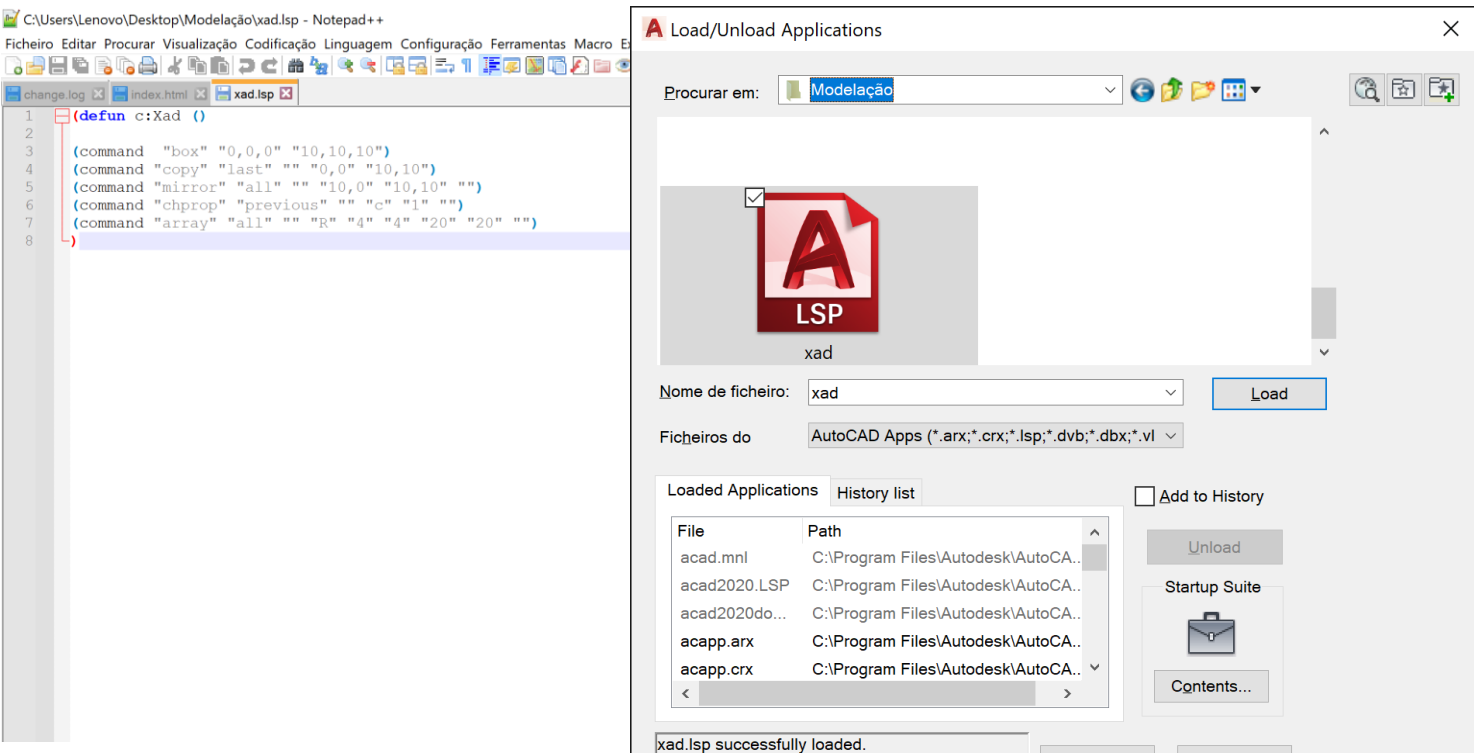 C:\Users\Lenovo\Desktop\Modelação\xad.lsp - Notepad++
Ficheiro Editar Procurar Visualização Codificação Linguagem Configuração Ferramentas Macro
change.log
index.html
xad.lsp
1 (defun c:Xad ()
2
3 (command  "box" "0,0,0" "10,10,10")
4 (command "copy" "last" "" "0,0" "10,10")
5 (command "mirror" "all" "" "10,0" "10,10" "")
6 (command "chprop" "previous" "" "c" "1" "")
7 (command "array" "all" "" "R" "4" "4" "20" "20" "")
8 )
Load/Unload Applications
Procurar em:
Modelação
LSP
xad
Nome de ficheiro:
xad
Load
Ficheiros do
AutoCAD Apps (*.arx;*.crx;*.lsp;*.dvb;*.dbx;*.vl
Loaded Applications
History list
Add to History
File Path
acad.mnl C:\Program Files\Autodesk\AutoCA..
acad2020.LSP C:\Program Files\Autodesk\AutoCA..
acad2020do... C:\Program Files\Autodesk\AutoCA..
acapp.arx C:\Program Files\Autodesk\AutoCA..
acapp.crx C:\Program Files\Autodesk\AutoCA..
Unload
Startup Suite
Contents...
xad.lsp successfully loaded.